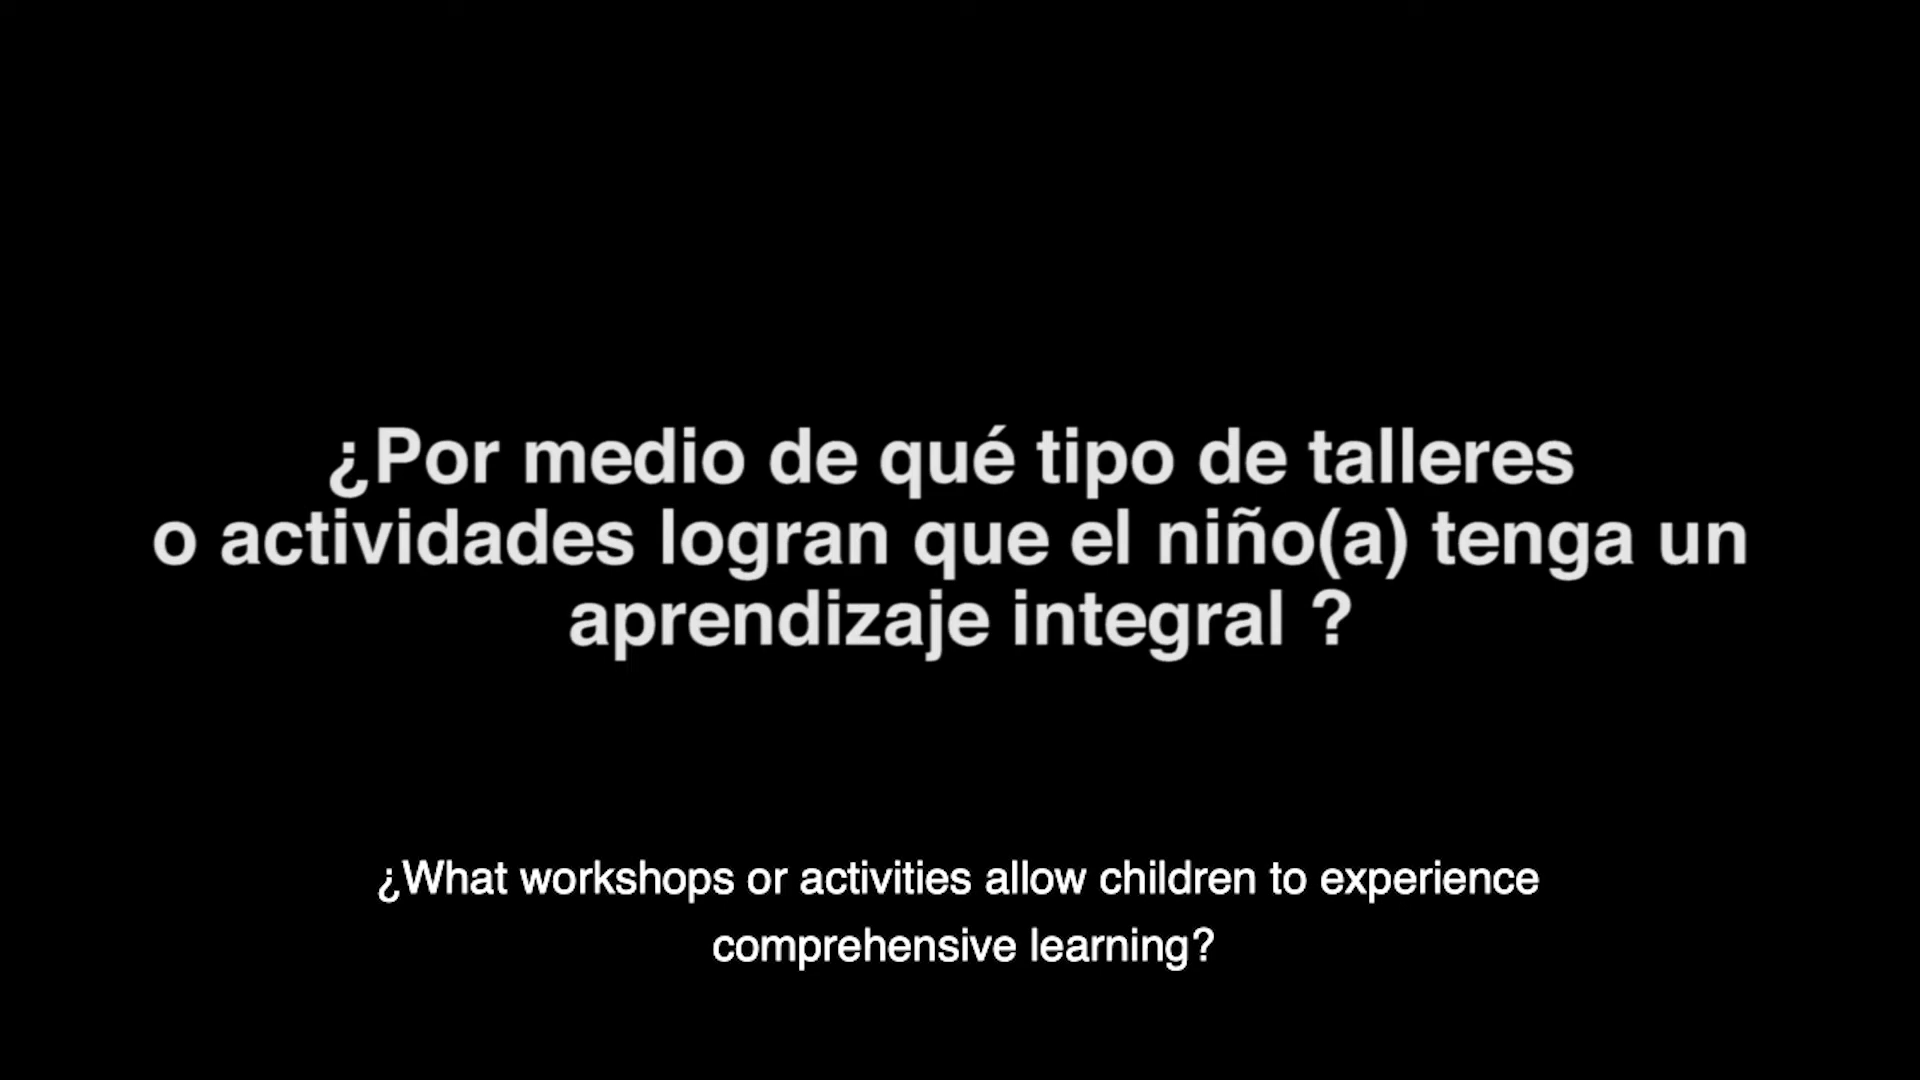 ¿Por medio de qué tipo de talleres
o actividades logran que el niño(a) tenga un
aprendizaje integral ?
¿What workshops or activities allow children to experience
comprehensive learning?